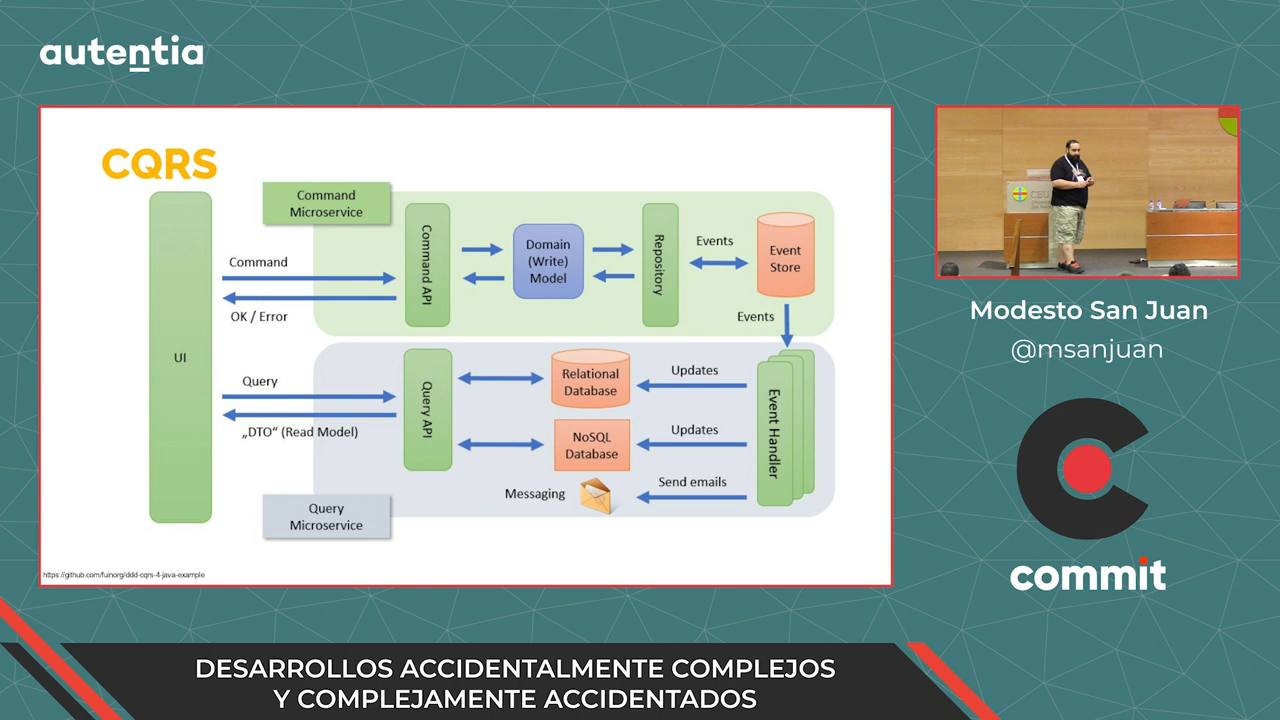 autentia
CQRS
Command
Microservice
UI
Command
OK / Error
Command API
Domain
(Write)
Model
Repository
Events
Event
Store
Events
Query
„DTO“ (Read Model)
Query API
Relational
Database
Updates
NoSQL
Database
Updates
Messaging
Send emails
Event Handler
Query
Microservice
https://github.com/fuinorg/ddd-cqrs-4-java-example
CEU
Modesto San Juan
@msanjuan
commit
DESARROLLOS ACCIDENTALMENTE COMPLEJOS
Y COMPLEJAMENTE ACCIDENTADOS